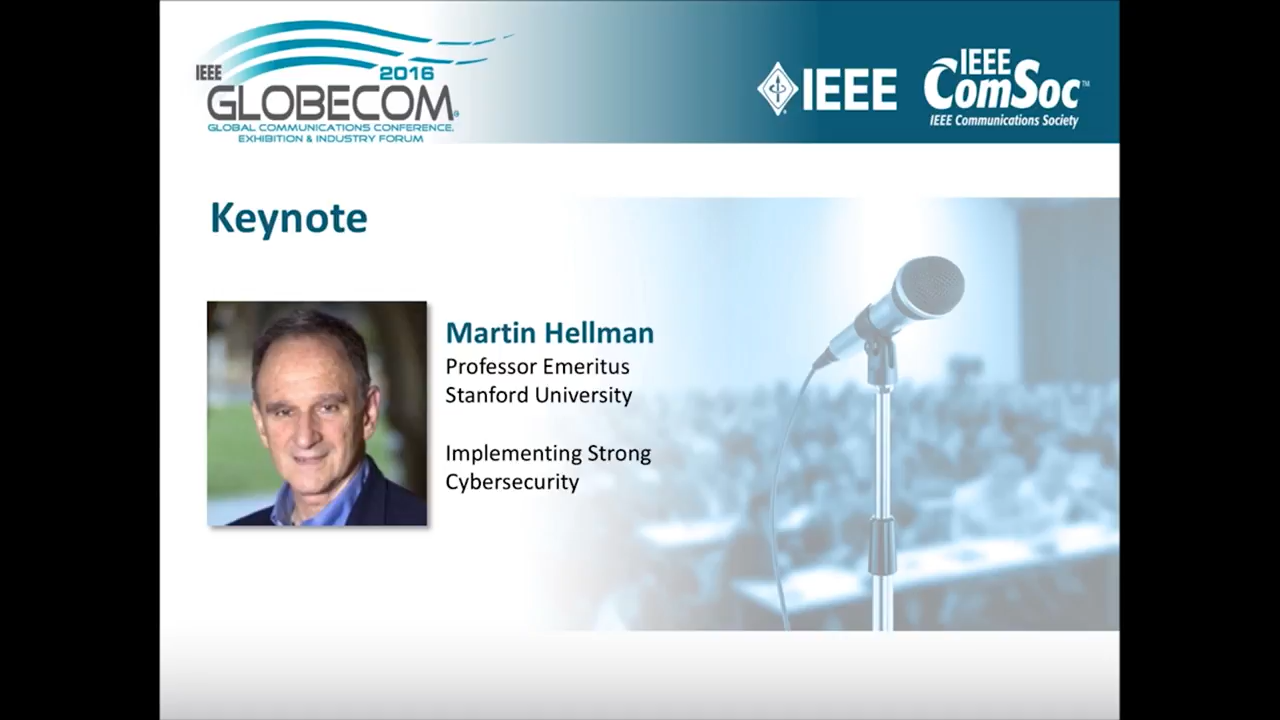 IEEE 2016
GLOBECOM®
GLOBAL COMMUNICATIONS CONFERENCE,
EXHIBITION & INDUSTRY FORUM
IEEE
IEEE
ComSoc™
IEEE Communications Society
Keynote
Martin Hellman
Professor Emeritus
Stanford University
Implementing Strong
Cybersecurity